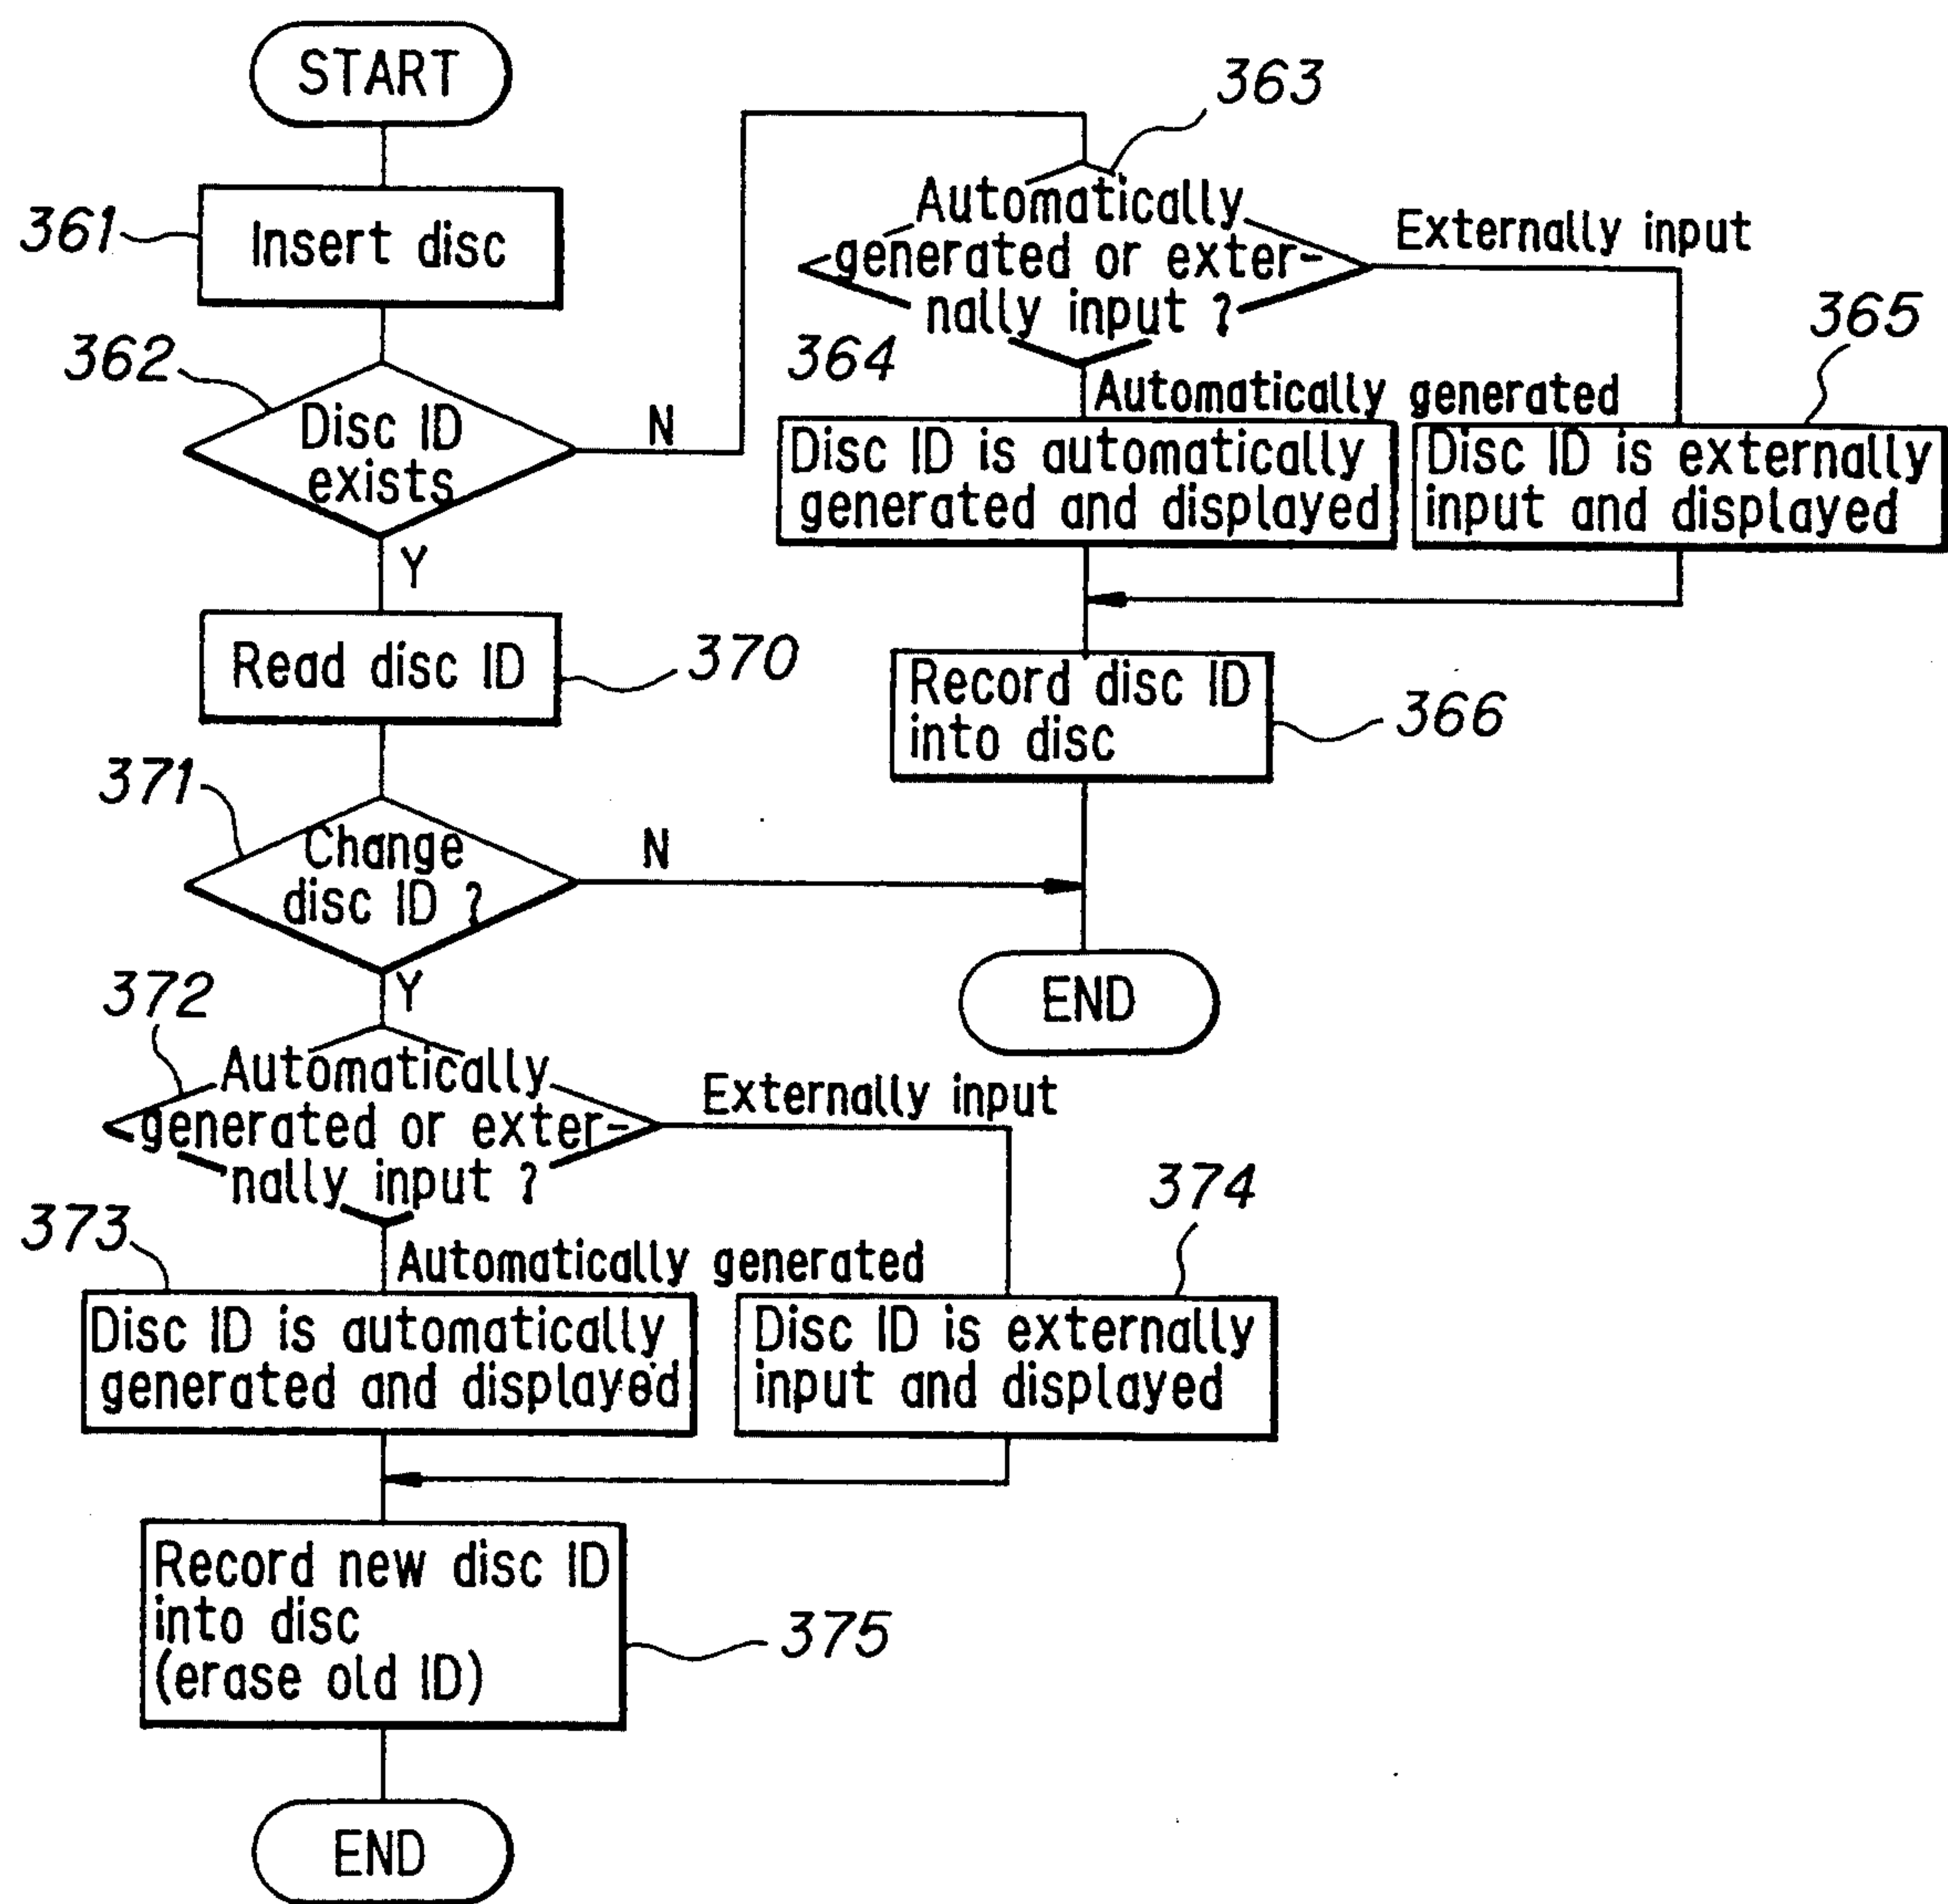 START
361
Insert disc
362
Disc ID
exists
N
Y
Read disc ID
370
371
Change
disc ID ?
N
Y
372
Automatically
generated or exter-
nally input ?
Externally input
373
Automatically generated
Disc ID is automatically
generated and displayed
374
Disc ID is externally
input and displayed
Record new disc ID
into disc
(erase old ID)
375
END
363
Automatically
generated or exter-
nally input ?
Externally input
364
Automatically generated
365
Disc ID is automatically
generated and displayed
Disc ID is externally
input and displayed
Record disc ID
into disc
366
END